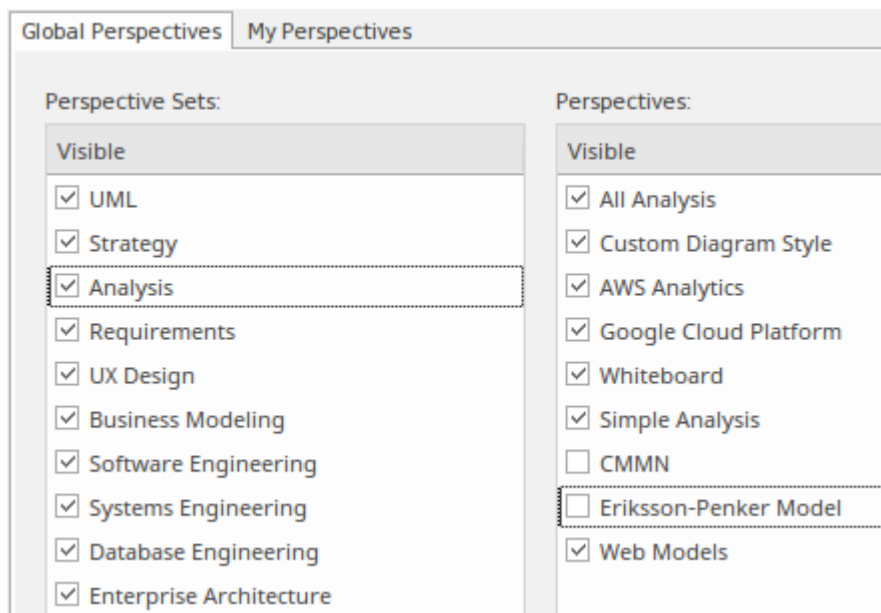 Global Perspectives
My Perspectives
Perspective Sets:
Visible
UML
Strategy
Analysis
Requirements
UX Design
Business Modeling
Software Engineering
Systems Engineering
Database Engineering
Enterprise Architecture
Perspectives:
Visible
All Analysis
Custom Diagram Style
AWS Analytics
Google Cloud Platform
Whiteboard
Simple Analysis
CMMN
Eriksson-Penker Model
Web Models